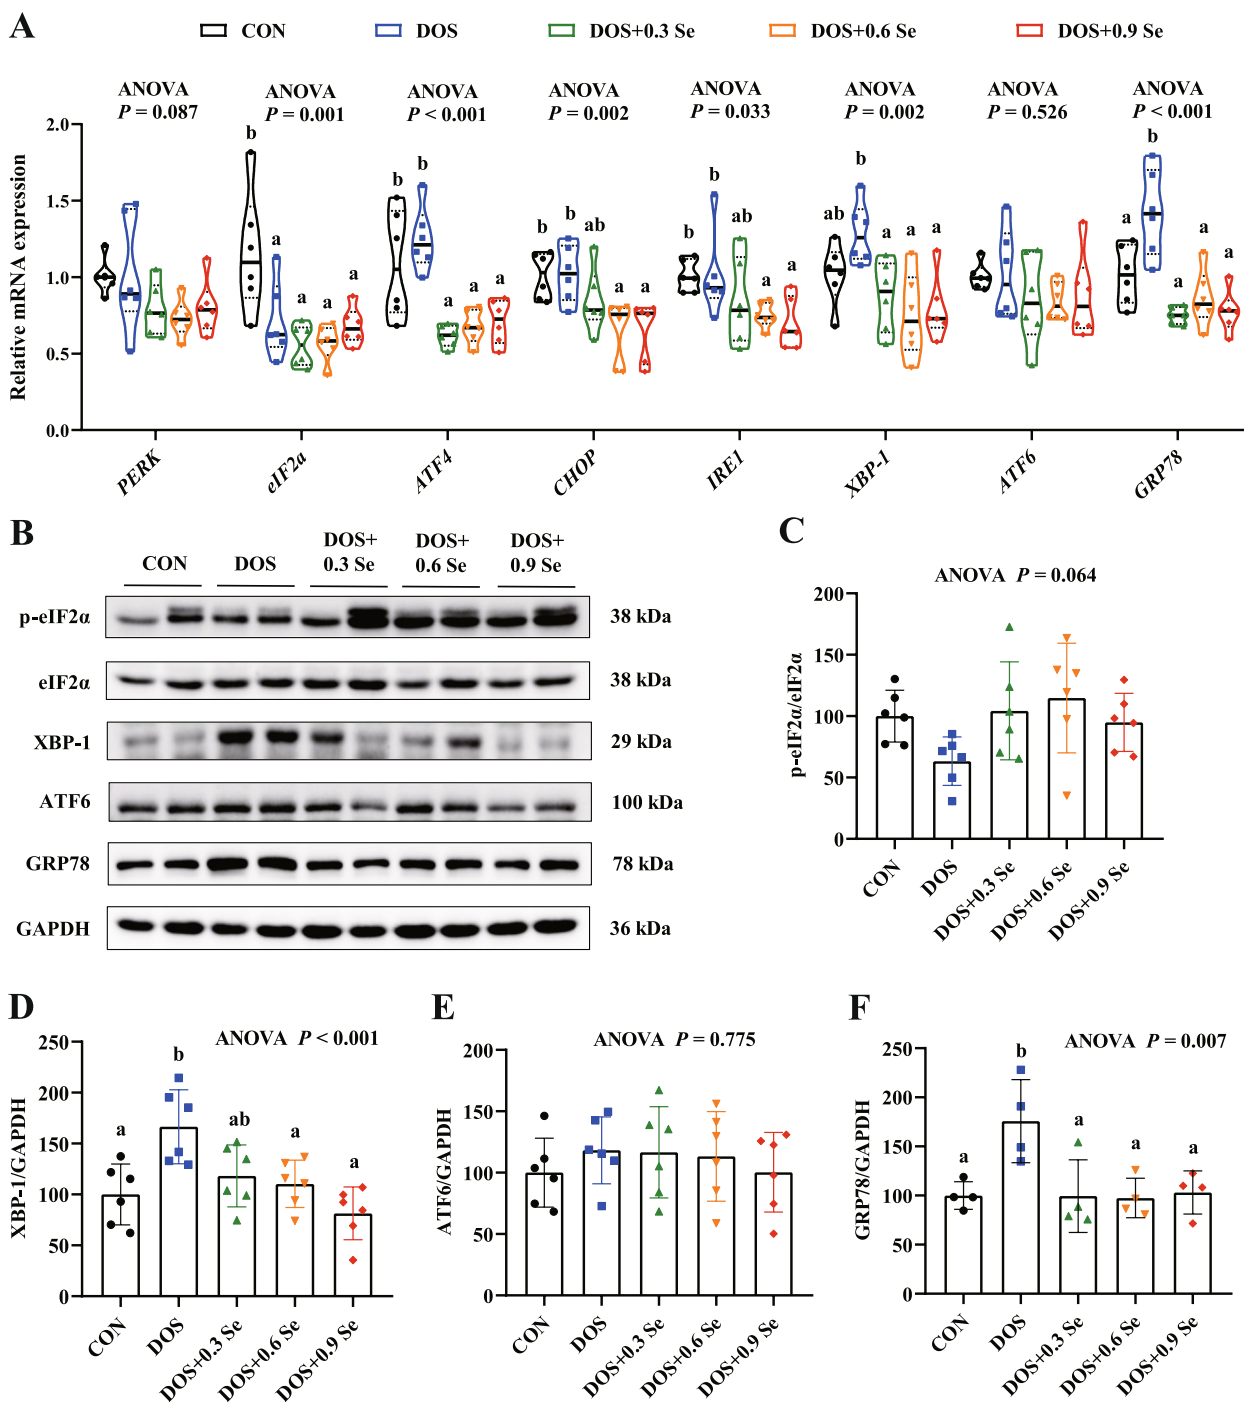 A
CON DOS DOS+0.3 Se DOS+0.6 Se DOS+0.9 Se
ANOVA ANOVA ANOVA ANOVA ANOVA ANOVA ANOVA ANOVA
P = 0.087 P = 0.001 P < 0.001 P = 0.002 P = 0.033 P = 0.002 P = 0.526 P < 0.001
Relative mRNA expression
2.0
1.5
1.0
0.5
0.0
b a a a a
b b a a a
b b ab a a
b b ab a a
ab b a a a
a b a a a
PERK eIF2α ATF4 CHOP IRE1 XBP-1 ATF6 GRP78
B
CON DOS DOS+ 0.3 Se DOS+ 0.6 Se DOS+ 0.9 Se
p-eIF2α 38 kDa
eIF2α 38 kDa
XBP-1 29 kDa
ATF6 100 kDa
GRP78 78 kDa
GAPDH 36 kDa
C
ANOVA P = 0.064
p-eIF2α/eIF2α
200
150
100
50
0
CON DOS DOS+0.3 Se DOS+0.6 Se DOS+0.9 Se
D
ANOVA P < 0.001
XBP-1/GAPDH
250
200
150
100
50
0
a b ab a a
CON DOS DOS+0.3 Se DOS+0.6 Se DOS+0.9 Se
E
ANOVA P = 0.775
ATF6/GAPDH
200
150
100
50
0
CON DOS DOS+0.3 Se DOS+0.6 Se DOS+0.9 Se
F
ANOVA P = 0.007
GRP78/GAPDH
250
200
150
100
50
0
a b a a a
CON DOS DOS+0.3 Se DOS+0.6 Se DOS+0.9 Se